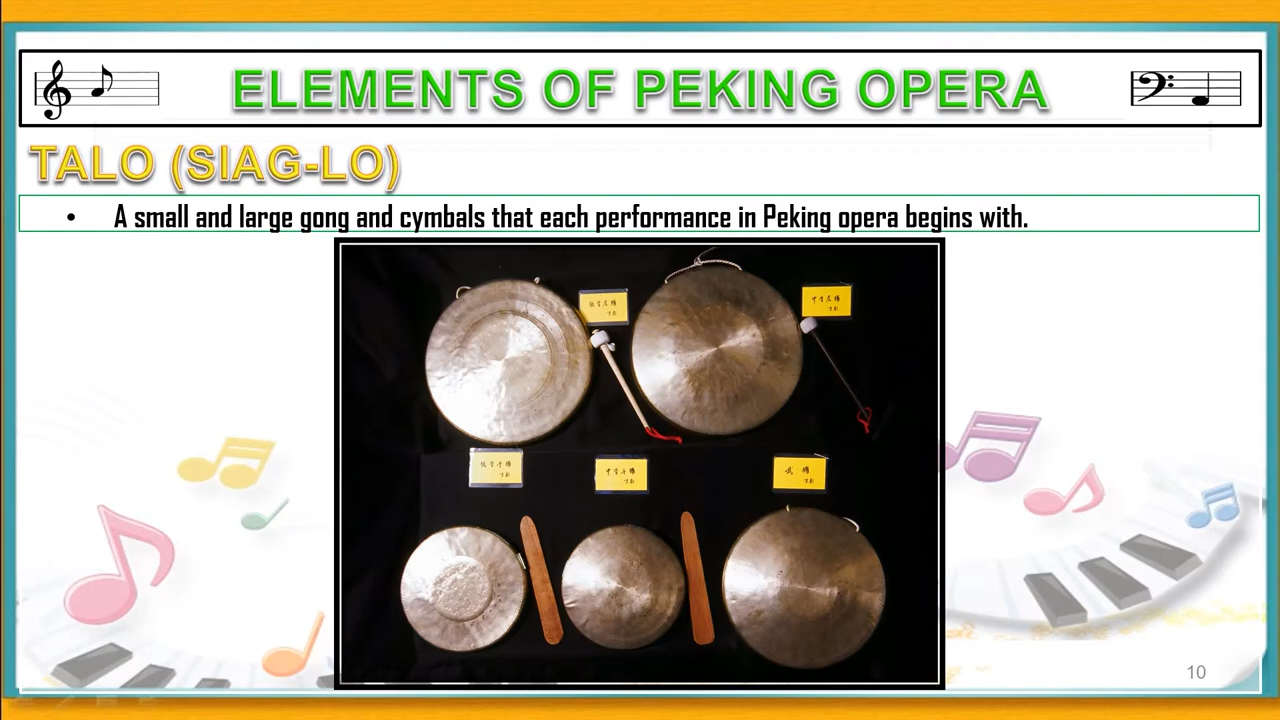 ELEMENTS OF PEKING OPERA
TALO (SIAG-LO)
• A small and large gong and cymbals that each performance in Peking opera begins with.
10